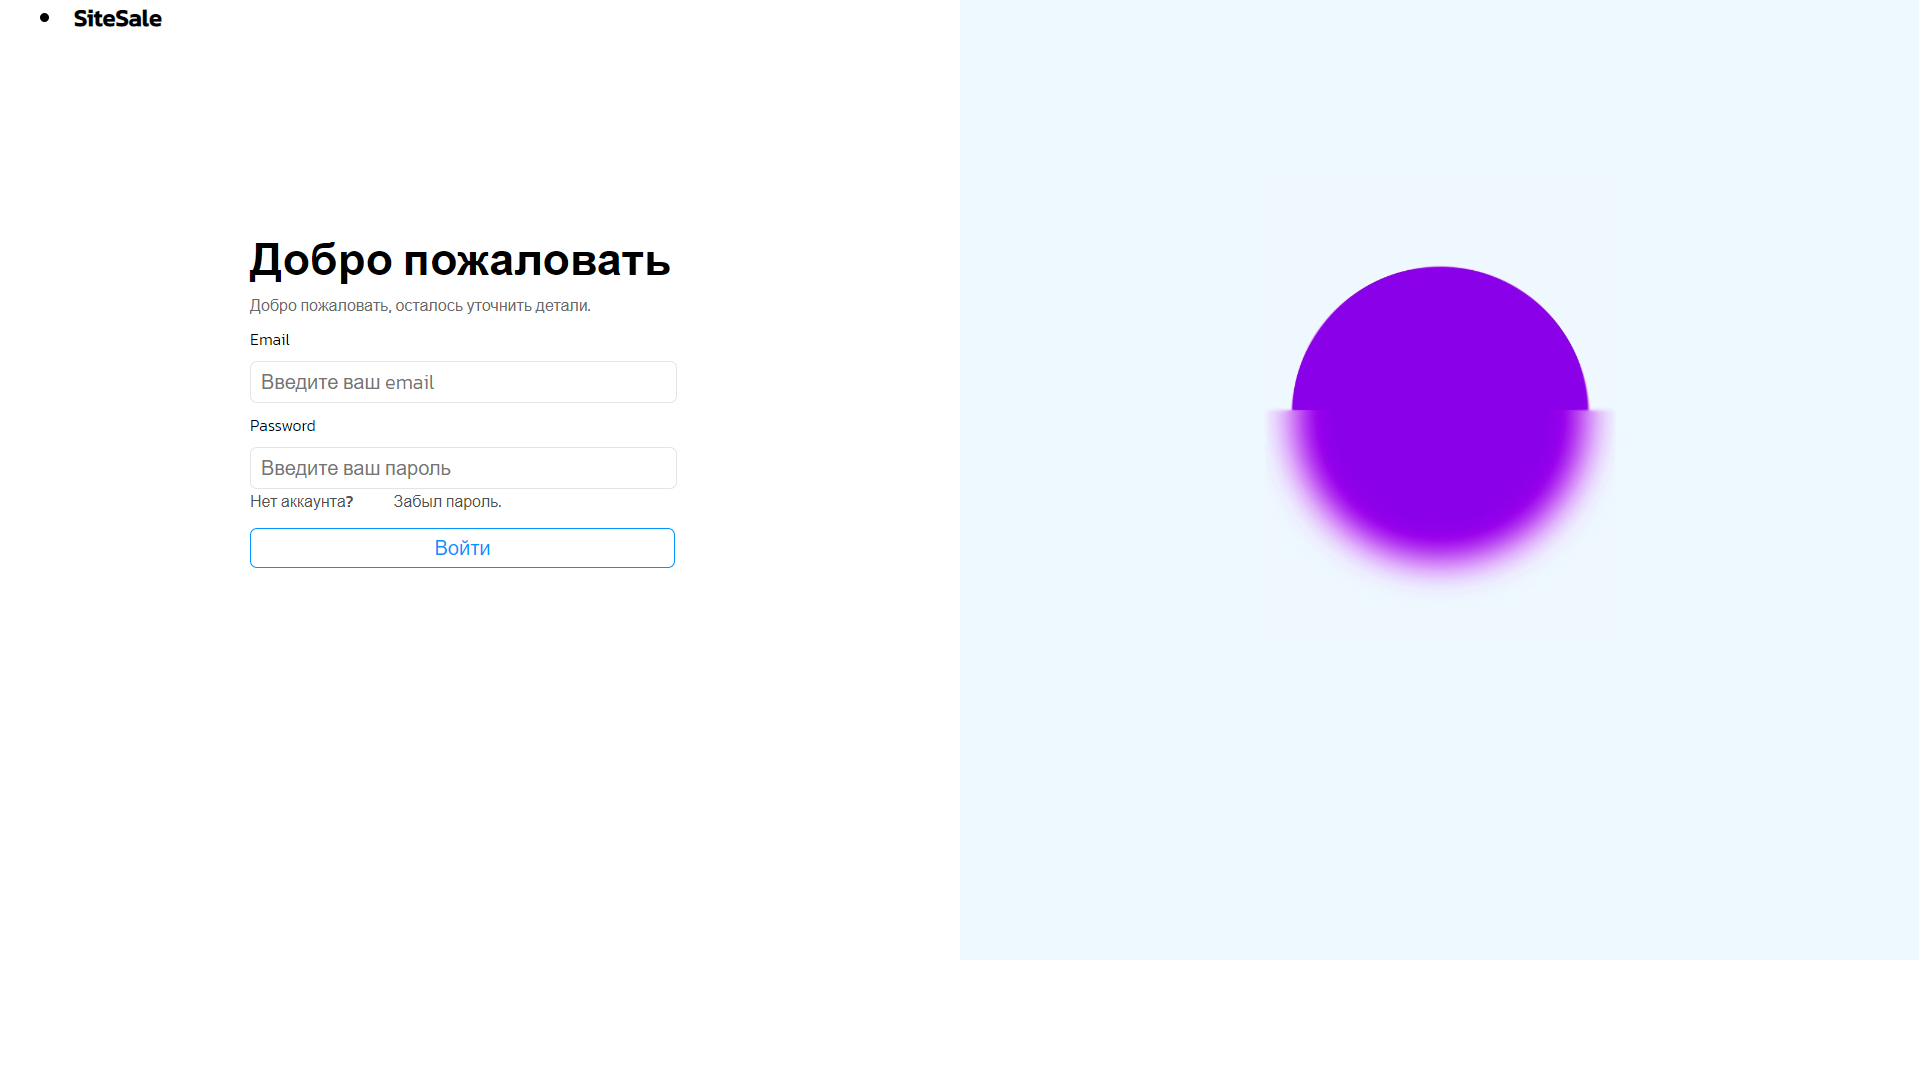 SiteSale
Добро пожаловать
Добро пожаловать, осталось уточнить детали.
Email
Введите ваш email
Password
Введите ваш пароль
Нет аккаунта? Забыл пароль.
Войти